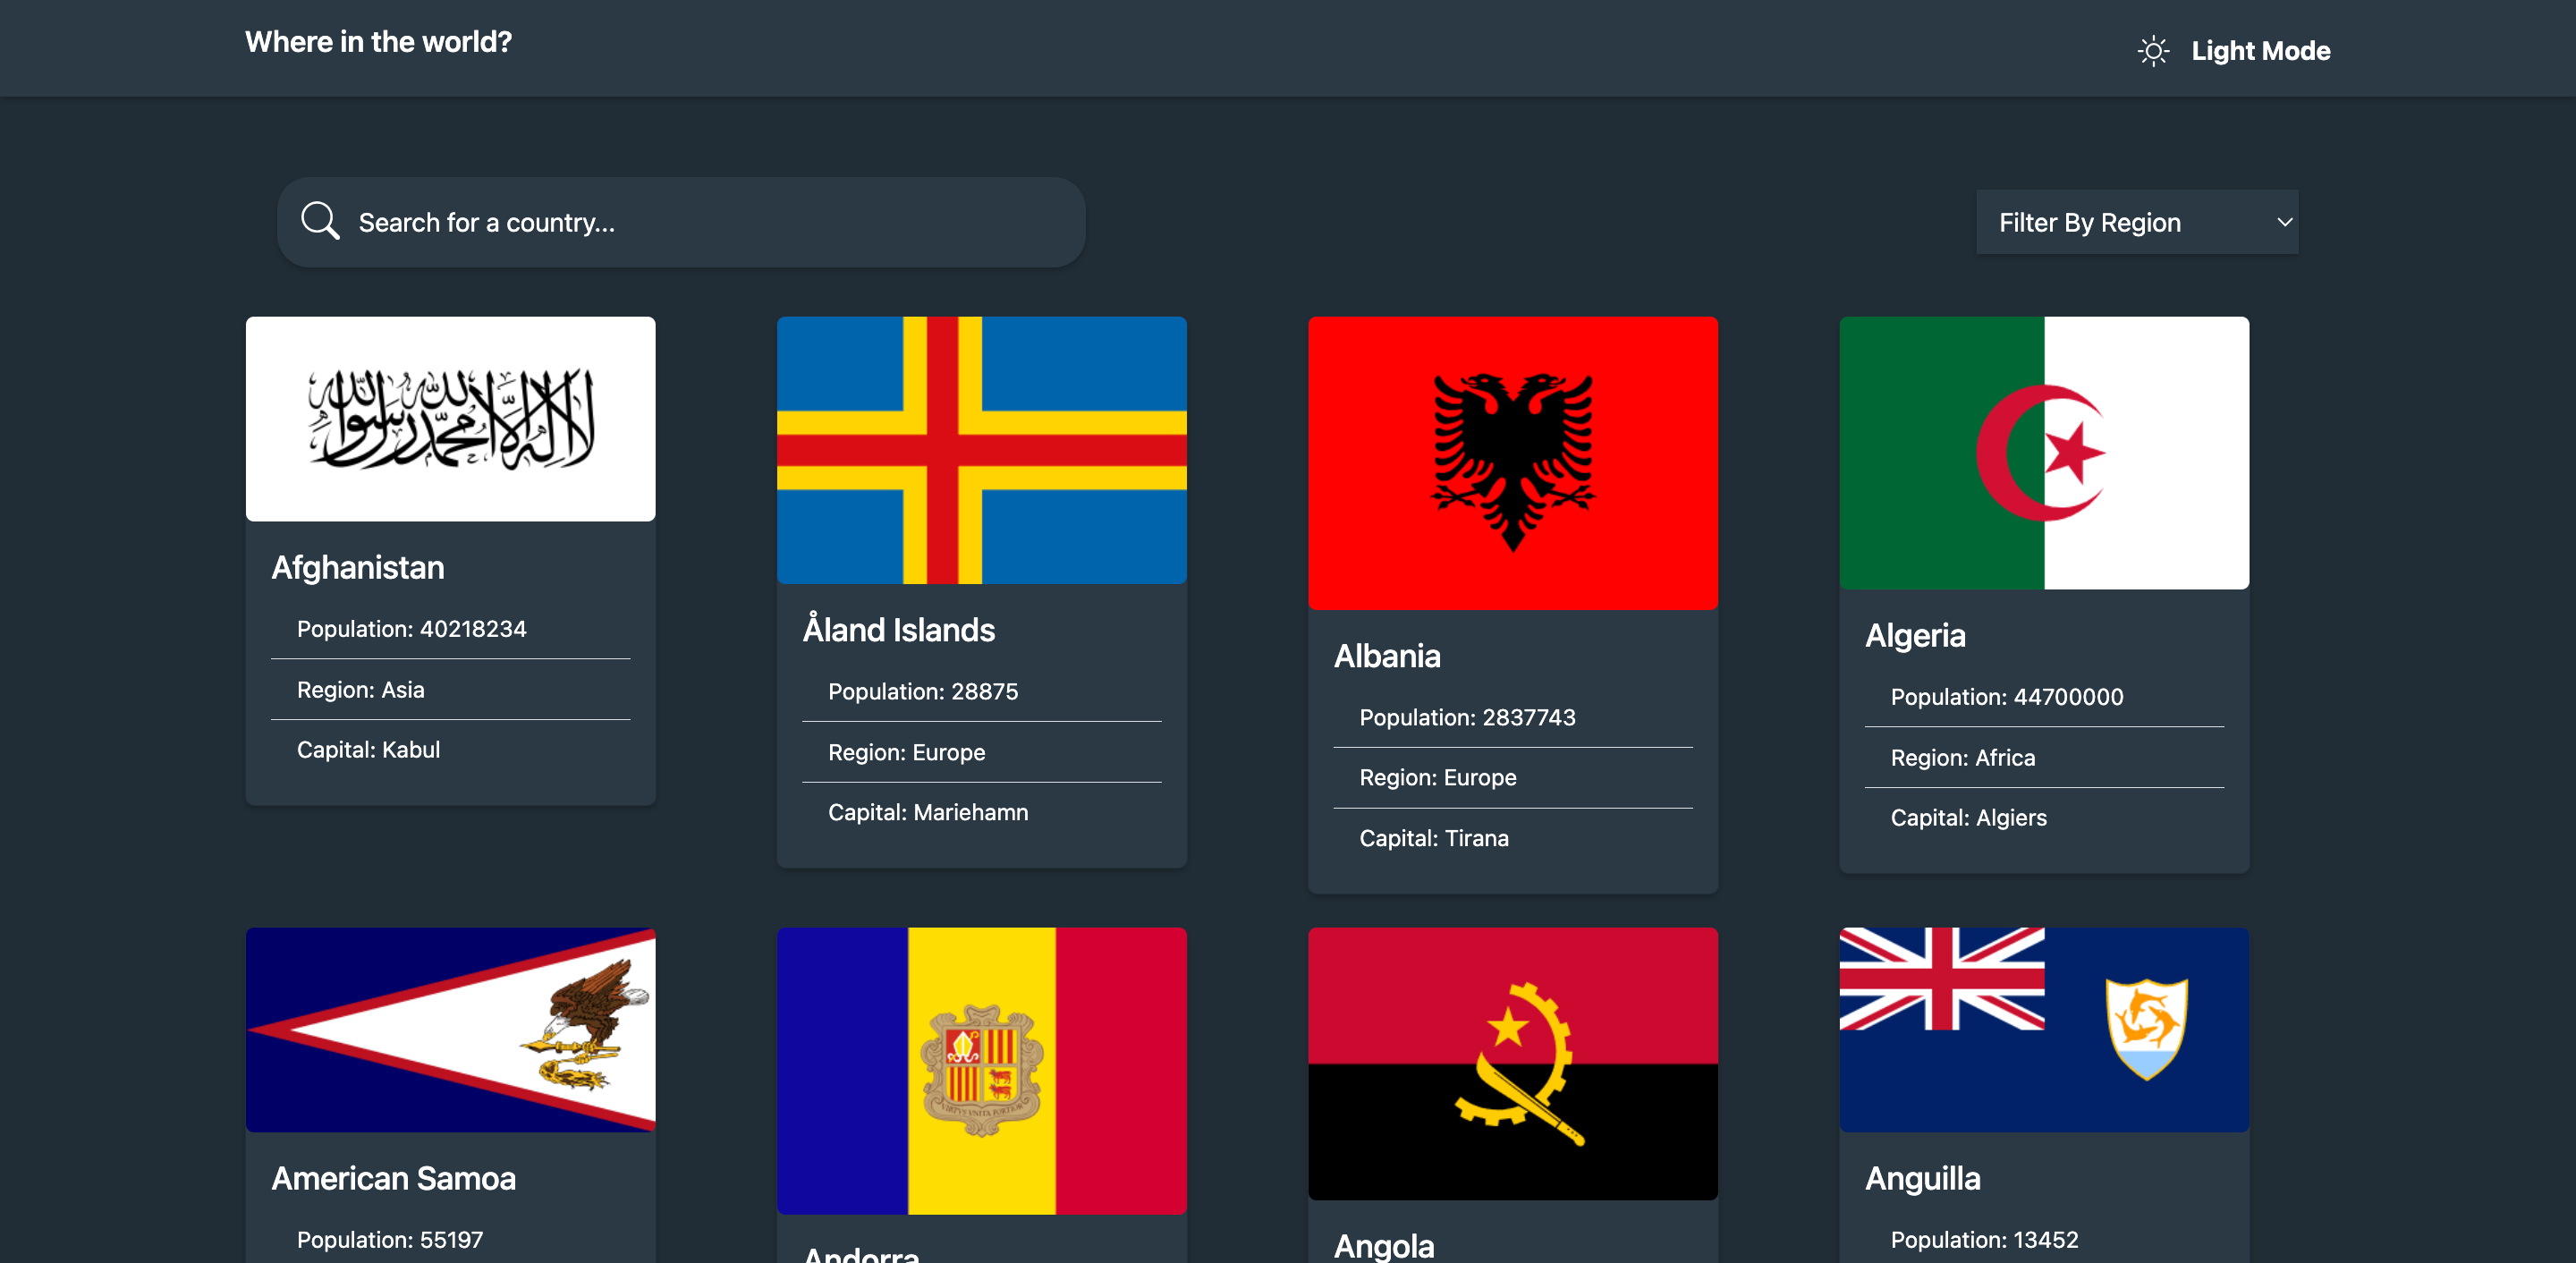 Where in the world?
Light Mode
Search for a country...
Filter By Region
لا إله إلا الله محمد رسول الله
Afghanistan
Population: 40218234
Region: Asia
Capital: Kabul
Åland Islands
Population: 28875
Region: Europe
Capital: Mariehamn
Albania
Population: 2837743
Region: Europe
Capital: Tirana
Algeria
Population: 44700000
Region: Africa
Capital: Algiers
American Samoa
Population: 55197
VIRTVS VNITA FORTIOR
Andorra
Angola
Anguilla
Population: 13452